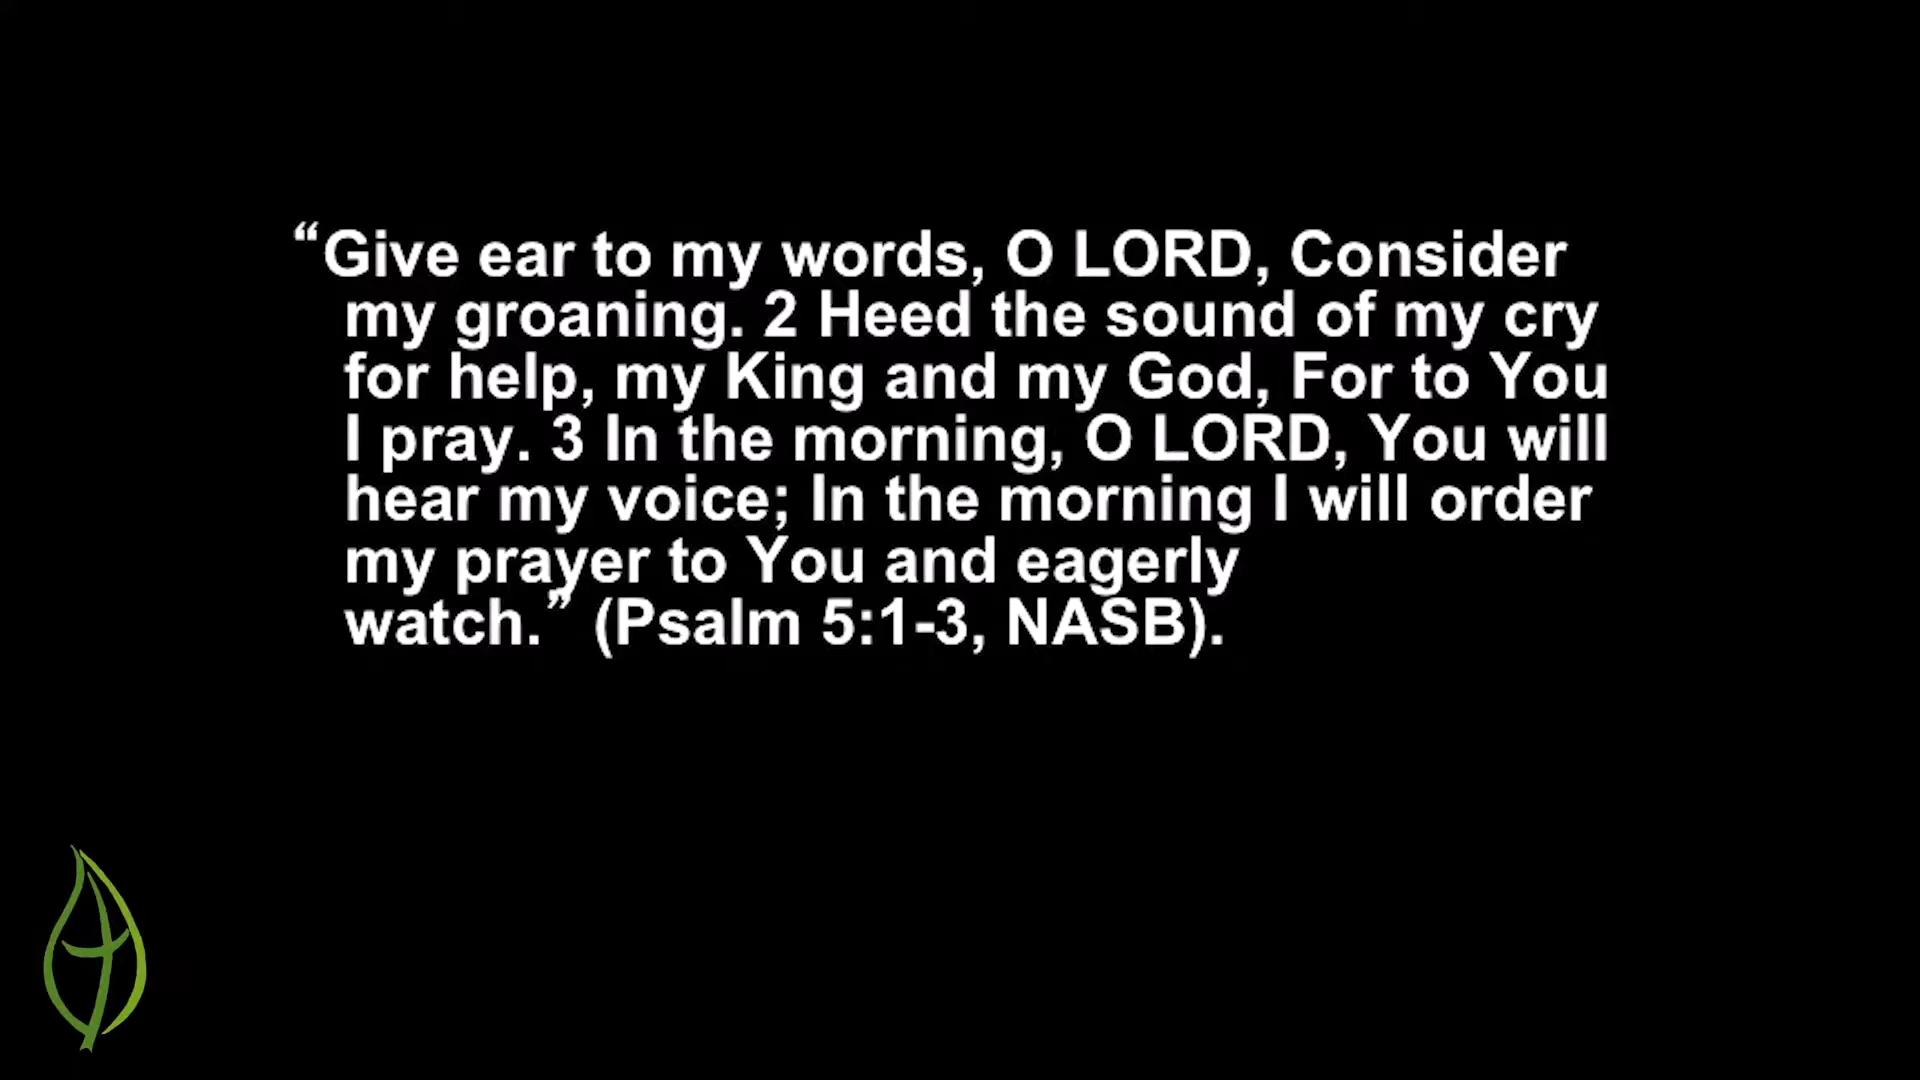 “Give ear to my words, O LORD, Consider
my groaning. 2 Heed the sound of my cry
for help, my King and my God, For to You
I pray. 3 In the morning, O LORD, You will
hear my voice; In the morning I will order
my prayer to You and eagerly
watch.” (Psalm 5:1-3, NASB).